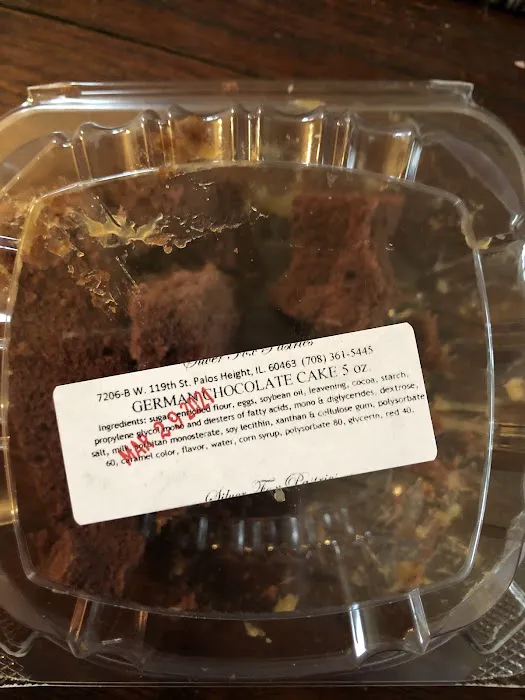 Silver Fox Pastries
7206-B W. 119th St. Palos Height, IL. 60463 (708) 361-5445
GERMAN CHOCOLATE CAKE 5 oz.
Ingredients: sugar, enriched flour, eggs, soybean oil, leavening, cocoa, starch,
propylene glycol mono and diesters of fatty acids, mono & diglycerides, dextrose,
salt, milk, sorbitan monosterate, soy lecithin, xanthan & cellulose gum, polysorbate
60, caramel color, flavor, water, corn syrup, polysorbate 80, glycerin, red 40.
MAR 29
Silver Fox Pastries